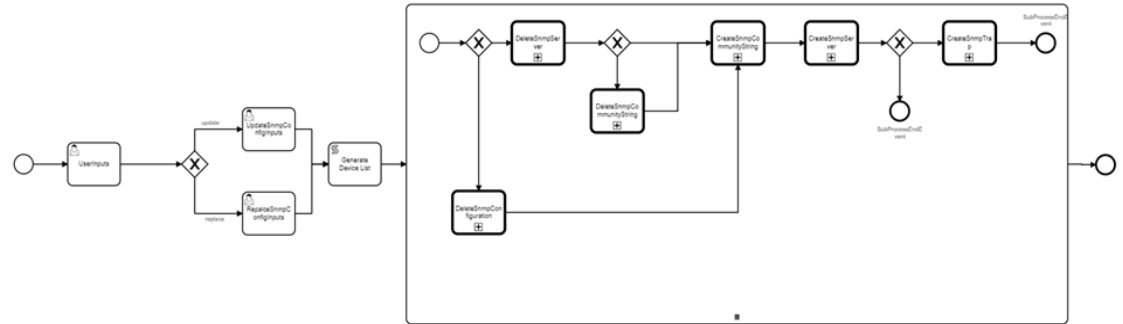 UserInputs
update
replace
UpdateSnmpCo
nfigInputs
RepalceSnmpC
onfigInputs
Generate
Device List
DeleteSnmpSer
ver
DeleteSnmpCo
mmunityString
DeleteSnmpCon
figuration
CreateSnmpCo
mmunityString
CreateSnmpSer
ver
SubProcessEndE
vent
CreateSnmpTra
p
SubProcessEndE
vent